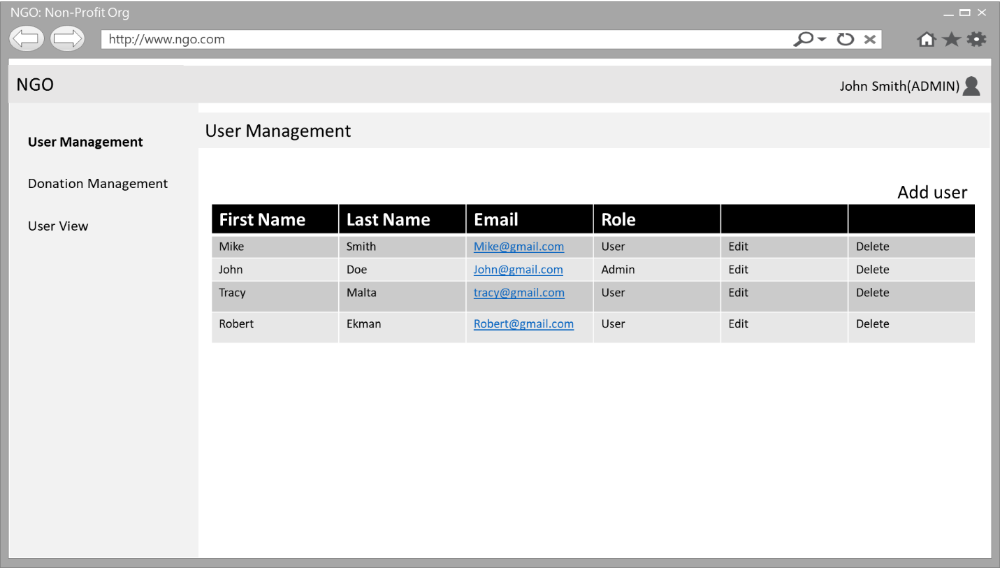 NGO: Non-Profit Org
http://www.ngo.com
NGO
John Smith(ADMIN)
User Management
Donation Management
User View
User Management
Add user
First Name Last Name Email Role
Mike Smith Mike@gmail.com User Edit Delete
John Doe John@gmail.com Admin Edit Delete
Tracy Malta tracy@gmail.com User Edit Delete
Robert Ekman Robert@gmail.com User Edit Delete